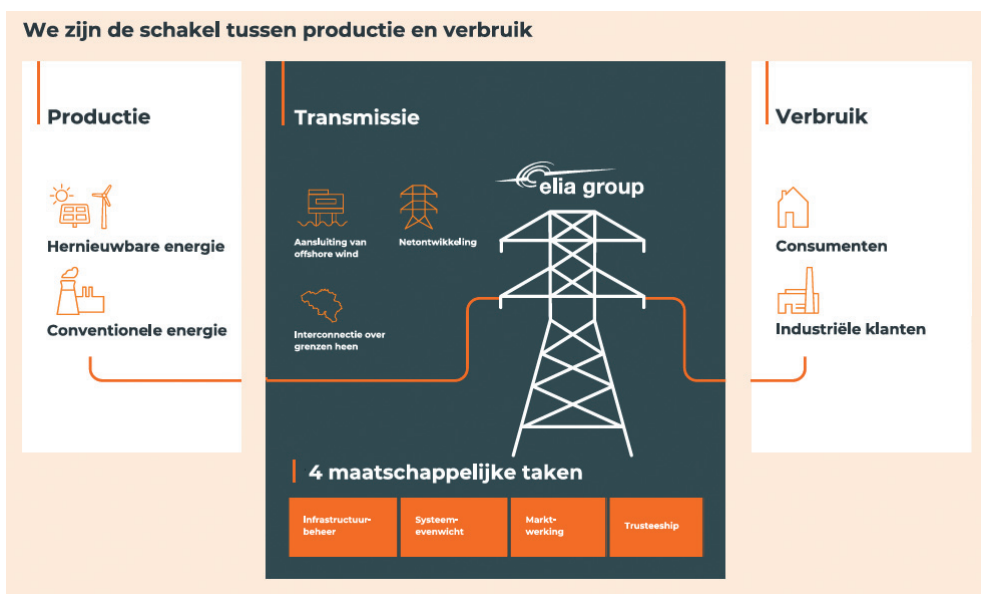 We zijn de schakel tussen productie en verbruik
Productie
Hernieuwbare energie
Conventionele energie
Transmissie
elia group
Aansluiting van
offshore wind
Netontwikkeling
Interconnectie over
grenzen heen
4 maatschappelijke taken
Infrastructuur-
beheer
Systeem-
evenwicht
Markt-
werking
Trusteeship
Verbruik
Consumenten
Industriële klanten